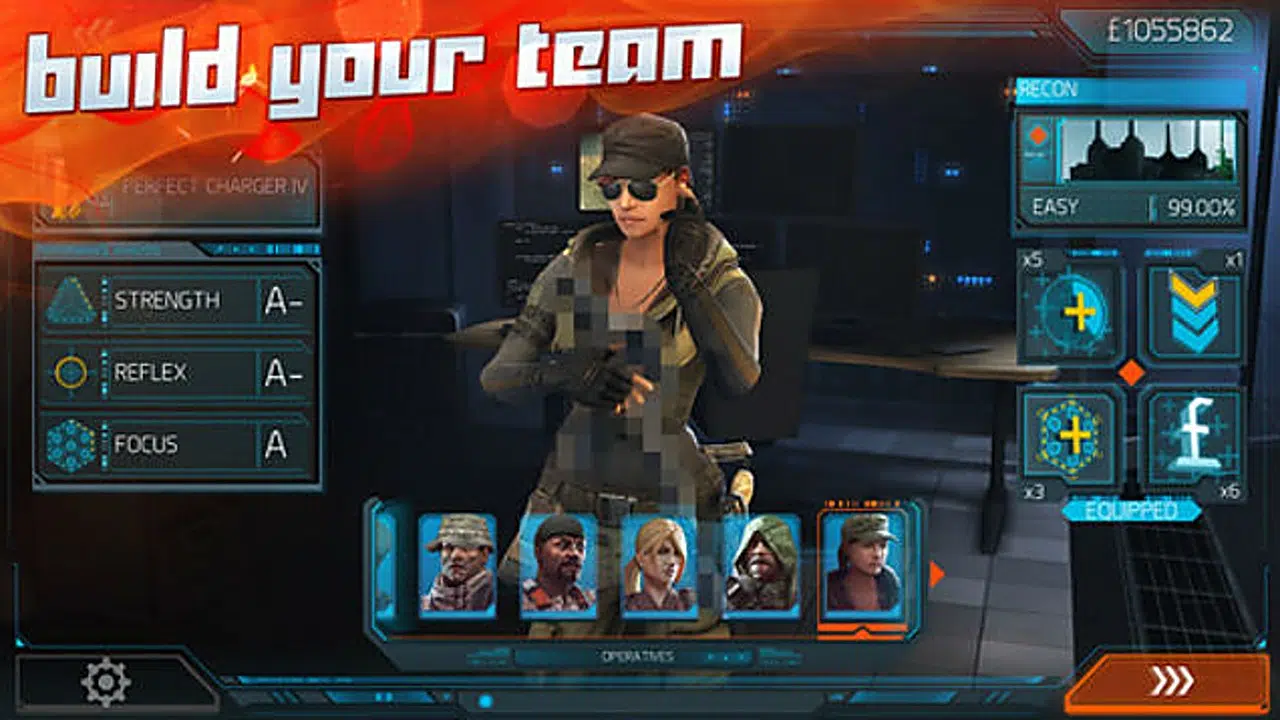 build your team
£1055862
RECON
PERFECT CHARGER IV
EASY 99.00%
STRENGTH A-
REFLEX A-
FOCUS A
x5 x1
x3 x6
EQUIPPED
OPERATIVES